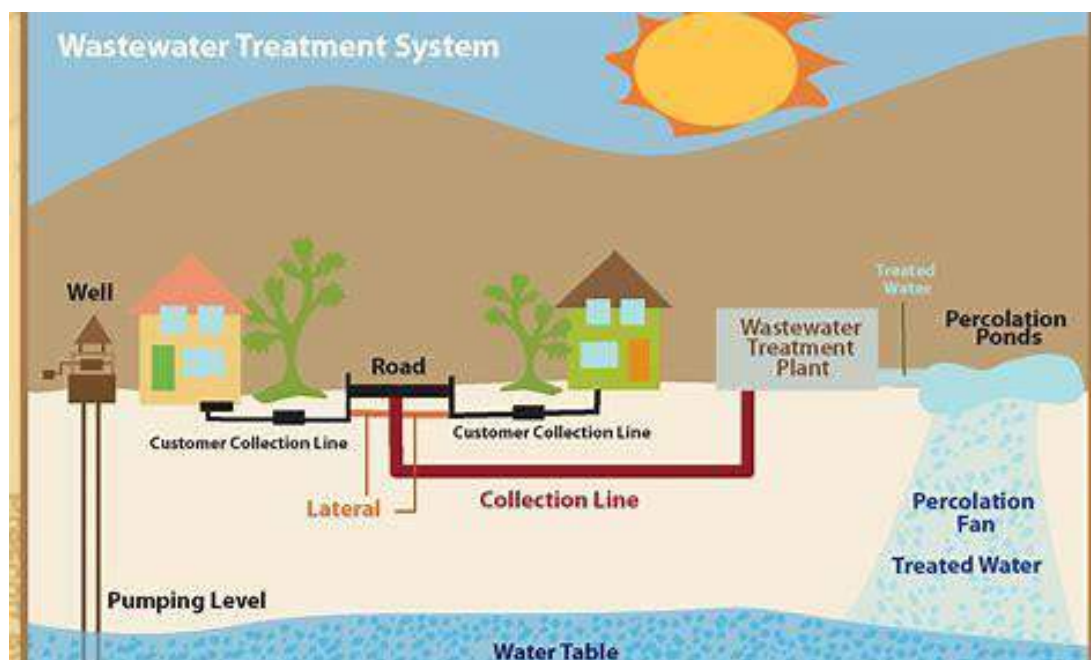 Wastewater Treatment System
Well
Treated
Water
Wastewater
Treatment
Plant
Percolation
Ponds
Road
Customer Collection Line
Customer Collection Line
Lateral
Collection Line
Percolation
Fan
Treated Water
Pumping Level
Water Table